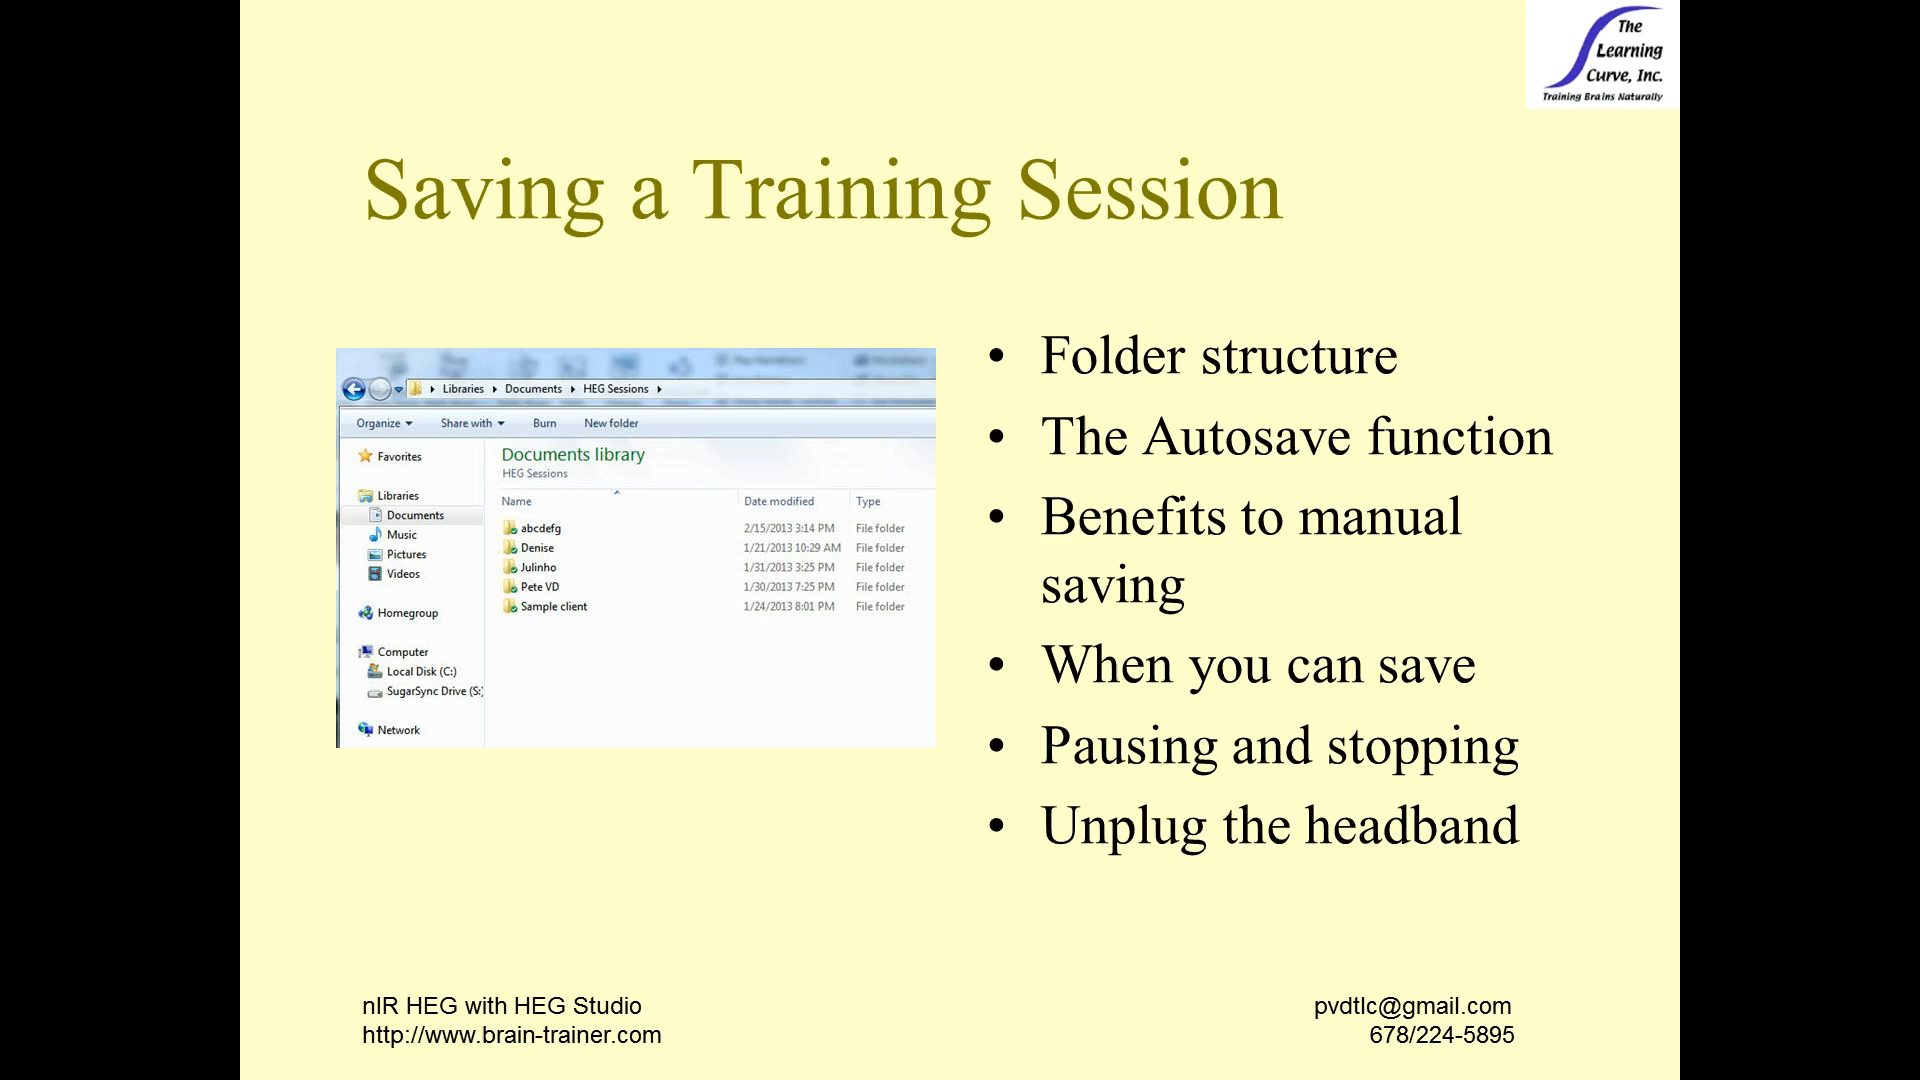 The
Learning
Curve, Inc.
Training Brains Naturally
Saving a Training Session
Libraries Documents HEG Sessions
Organize Share with Burn New folder
Favorites
Libraries
Documents
Music
Pictures
Videos
Homegroup
Computer
Local Disk (C:)
SugarSync Drive (S:)
Network
Documents library
HEG Sessions
Name Date modified Type
abcdefg 2/15/2013 3:14 PM File folder
Denise 1/21/2013 10:29 AM File folder
Julinho 1/31/2013 3:25 PM File folder
Pete VD 1/30/2013 7:25 PM File folder
Sample client 1/24/2013 8:01 PM File folder
• Folder structure
• The Autosave function
• Benefits to manual
saving
• When you can save
• Pausing and stopping
• Unplug the headband
nIR HEG with HEG Studio
http://www.brain-trainer.com
pvdtlc@gmail.com
678/224-5895